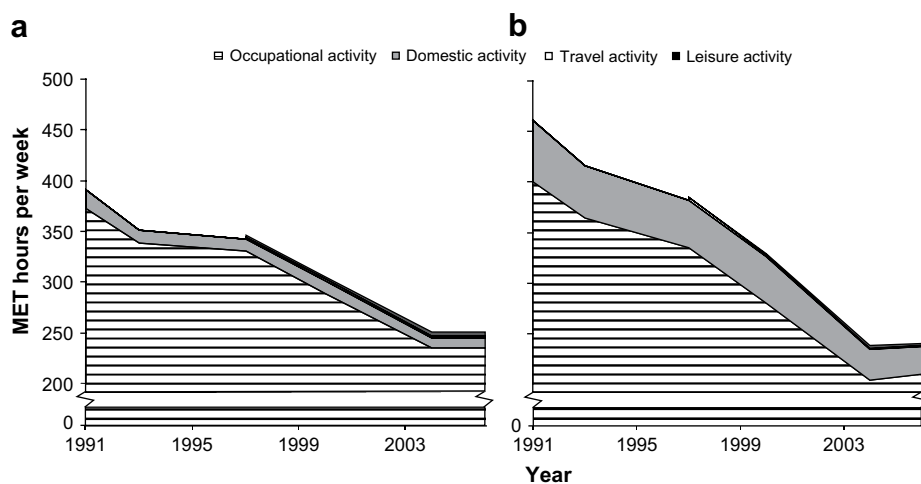 a
b
Occupational activity Domestic activity Travel activity Leisure activity
MET hours per week
500
450
400
350
300
250
200
0
0
1991 1995 1999 2003
1991 1995 1999 2003
Year